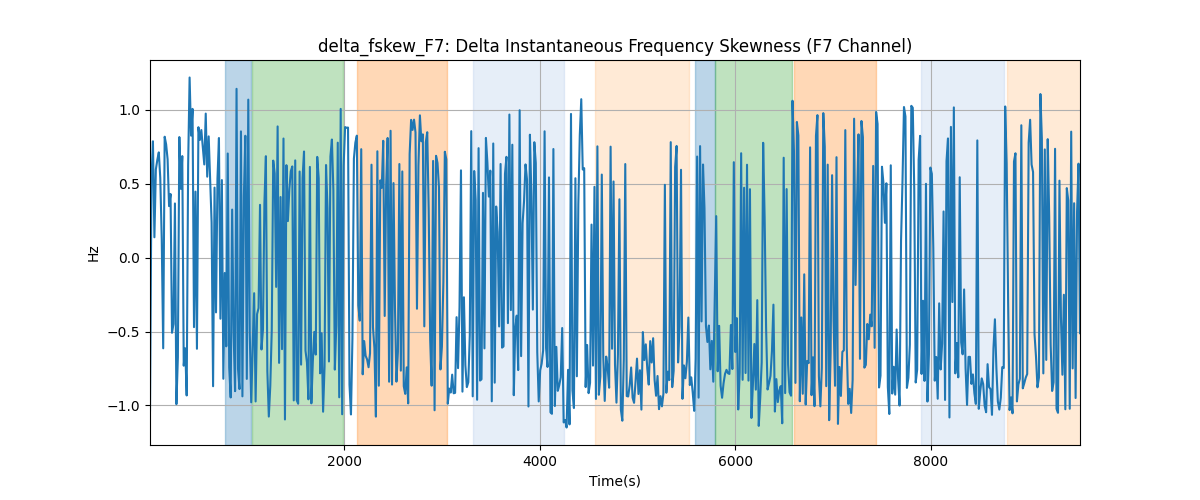 delta_fskew_F7: Delta Instantaneous Frequency Skewness (F7 Channel)
1.0
0.5
0.0
−0.5
−1.0
Hz
2000 4000 6000 8000
Time(s)